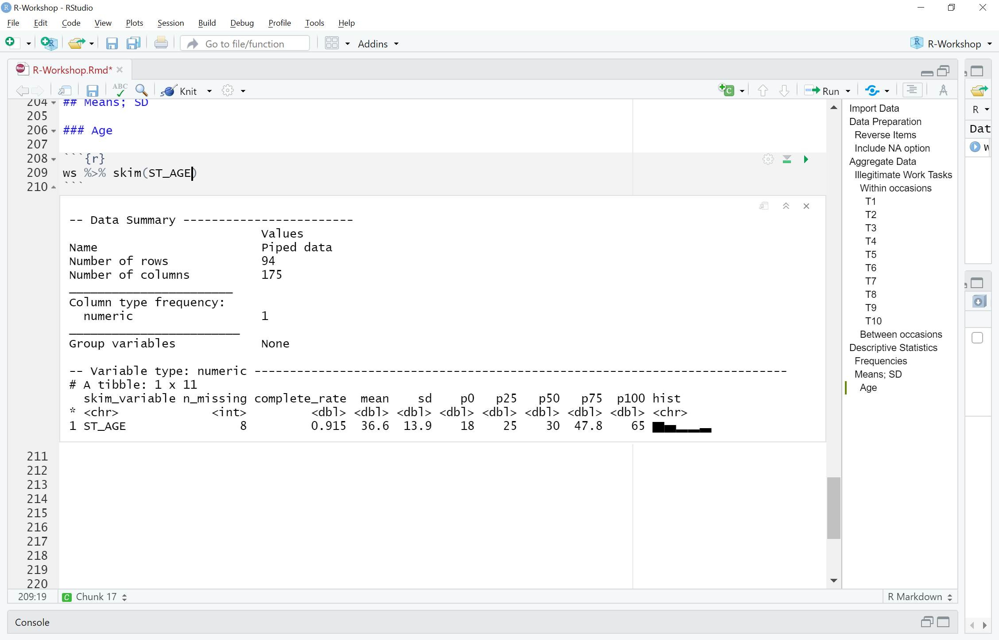 R-Workshop - RStudio
File Edit Code View Plots Session Build Debug Profile Tools Help
Go to file/function Addins R-Workshop
R-Workshop.Rmd*
ABC Knit Run
204 ## Means; SD
205
206 ### Age
207
208 ```{r}
209 ws %>% skim(ST_AGE)
210 ```
-- Data Summary ------------------------
Values
Name Piped data
Number of rows 94
Number of columns 175
_______________________
Column type frequency:
numeric 1
________________________
Group variables None
-- Variable type: numeric ---------------------------------------------------------------------------
# A tibble: 1 x 11
skim_variable n_missing complete_rate mean sd p0 p25 p50 p75 p100 hist
* <chr> <int> <dbl> <dbl> <dbl> <dbl> <dbl> <dbl> <dbl> <dbl> <chr>
1 ST_AGE 8 0.915 36.6 13.9 18 25 30 47.8 65 ▇▅▂▂▃
211
212
213
214
215
216
217
218
219
220
209:19 Chunk 17 R Markdown
Console
Import Data
Data Preparation
Reverse Items
Include NA option
Aggregate Data
Illegitimate Work Tasks
Within occasions
T1
T2
T3
T4
T5
T6
T7
T8
T9
T10
Between occasions
Descriptive Statistics
Frequencies
Means; SD
Age
R
Dat